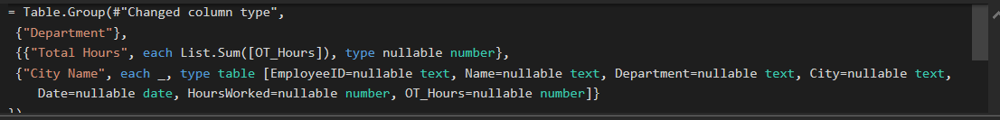 = Table.Group(#"Changed column type",
{"Department"},
{{"Total Hours", each List.Sum([OT_Hours]), type nullable number},
{"City Name", each _, type table [EmployeeID=nullable text, Name=nullable text, Department=nullable text, City=nullable text,
Date=nullable date, HoursWorked=nullable number, OT_Hours=nullable number]}
})